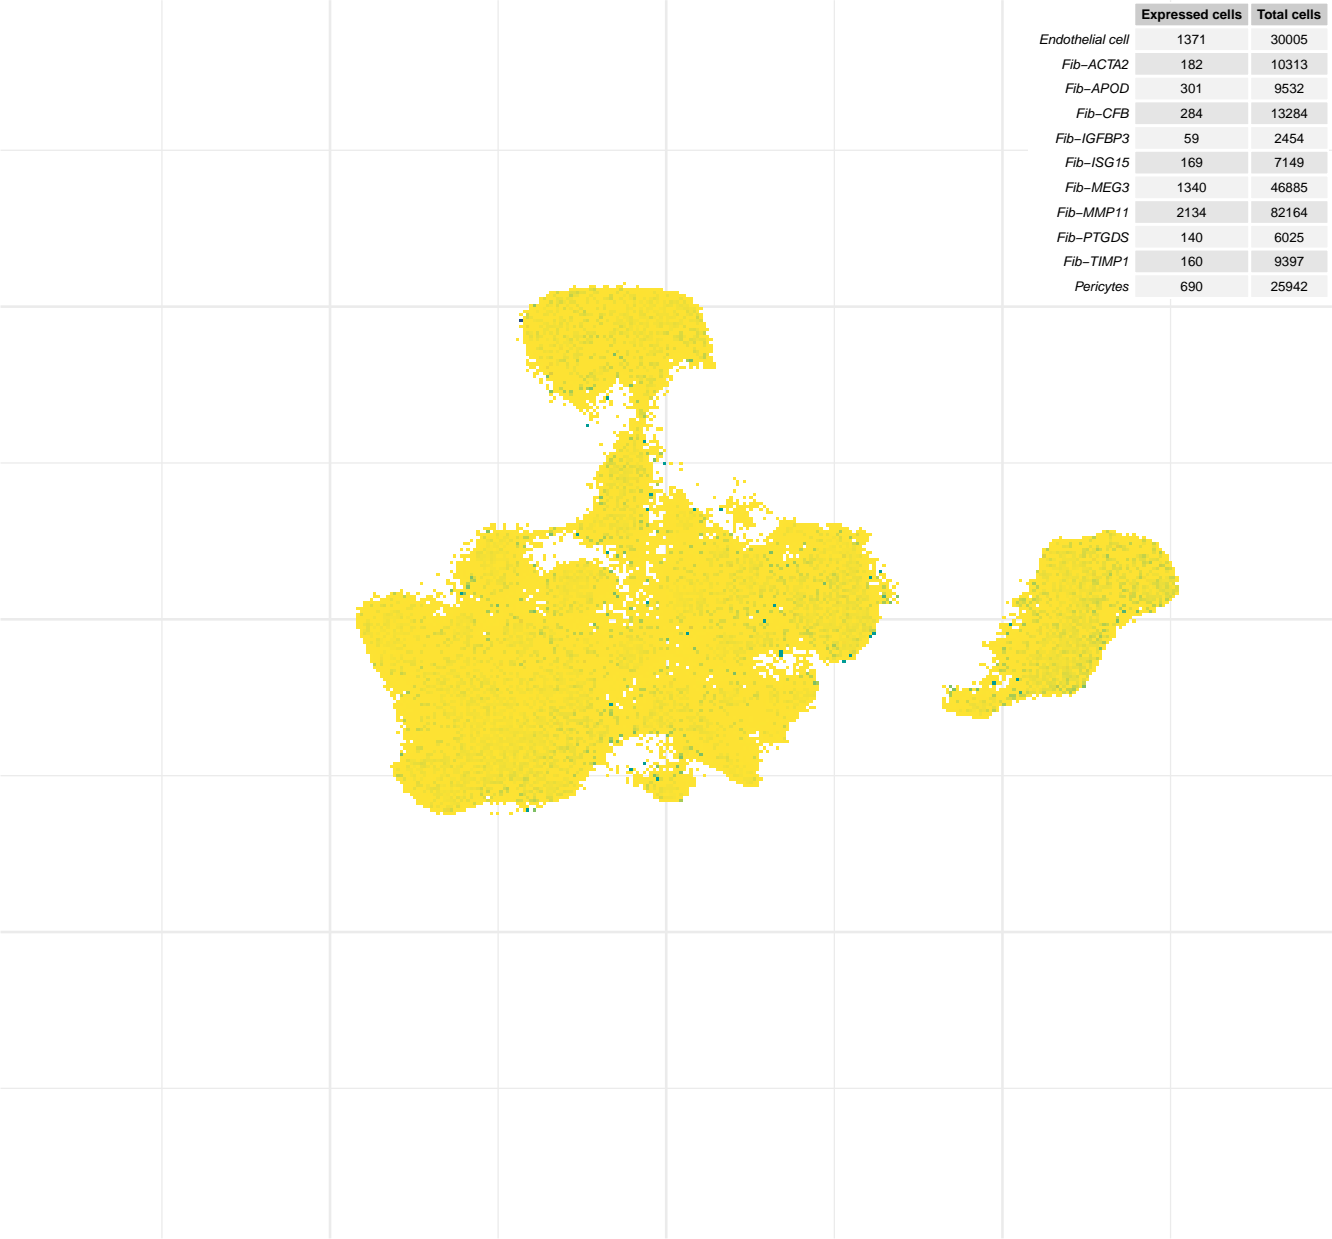 Expressed cells Total cells
Endothelial cell 1371 30005
Fib−ACTA2 182 10313
Fib−APOD 301 9532
Fib−CFB 284 13284
Fib−IGFBP3 59 2454
Fib−ISG15 169 7149
Fib−MEG3 1340 46885
Fib−MMP11 2134 82164
Fib−PTGDS 140 6025
Fib−TIMP1 160 9397
Pericytes 690 25942